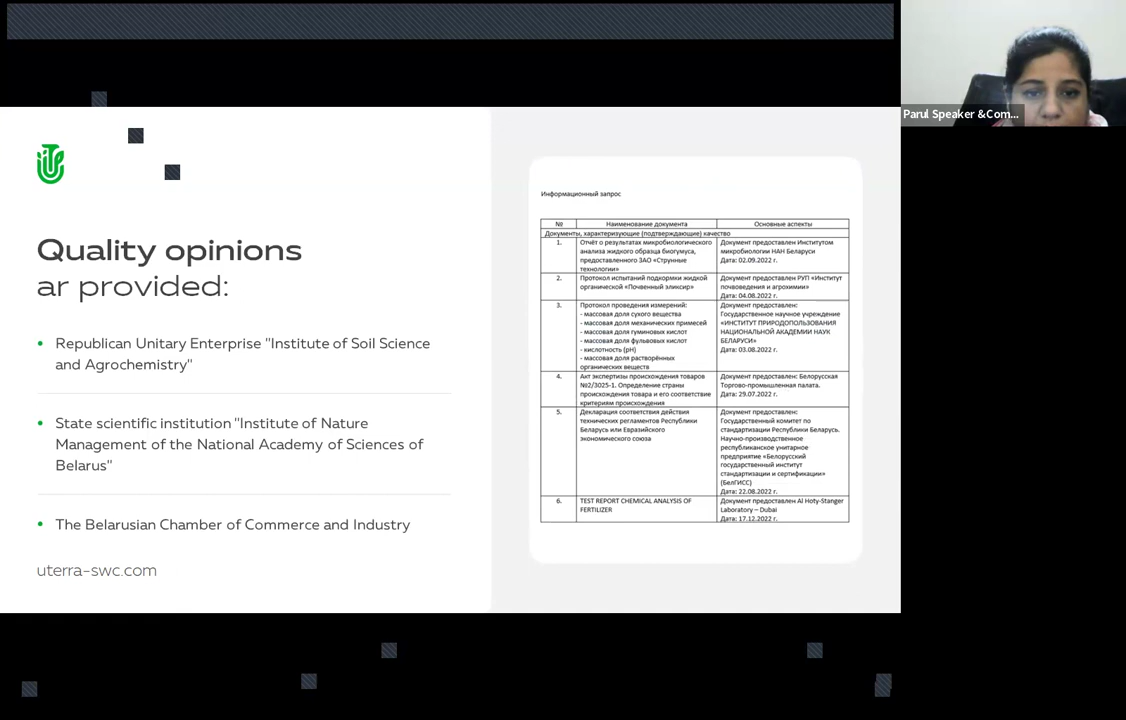 Parul Speaker &Com...
Quality opinions
ar provided:
Republican Unitary Enterprise "Institute of Soil Science
and Agrochemistry"
State scientific institution "Institute of Nature
Management of the National Academy of Sciences of
Belarus"
The Belarusian Chamber of Commerce and Industry
uterra-swc.com
Информационный запрос
№ Наименование документа Основные аспекты
Документы, характеризующие (подтверждающие) качество
1.
Отчёт о результатах микробиологического
анализа жидкого образца биогумуса,
предоставленного ЗАО «Струнные
технологии»
Документ предоставлен Институтом
микробиологии НАН Беларуси
Дата: 02.09.2022 г.
2.
Протокол испытаний подкормки жидкой
органической «Почвенный эликсир»
Документ предоставлен РУП «Институт
почвоведения и агрохимии»
Дата: 04.08.2022 г.
3.
Протокол проведения измерений:
- массовая доля сухого вещества
- массовая доля механических примесей
- массовая доля гуминовых кислот
- массовая доля фульвовых кислот
- кислотность (pH)
- массовая доля растворённых
органических веществ
Документ предоставлен:
Государственное научное учреждение
«ИНСТИТУТ ПРИРОДОПОЛЬЗОВАНИЯ
НАЦИОНАЛЬНОЙ АКАДЕМИИ НАУК
БЕЛАРУСИ»
Дата: 03.08.2022 г.
4.
Акт экспертизы происхождения товаров
№2/3025-1. Определение страны
происхождения товара и его соответствие
критериям происхождения
Документ предоставлен: Белорусская
Торгово-промышленная палата.
Дата: 29.07.2022 г.
5.
Декларация соответствия действия
технических регламентов Республики
Беларусь или Евразийского
экономического союза
Документ предоставлен:
Государственный комитет по
стандартизации Республики Беларусь.
Научно-производственное
республиканское унитарное
предприятие «Белорусский
государственный институт
стандартизации и сертификации»
(БелГИСС)
Дата: 22.08.2022 г.
6.
TEST REPORT CHEMICAL ANALYSIS OF
FERTILIZER
Документ предоставлен Al Hoty-Stanger
Laboratory – Dubai
Дата: 17.12.2022 г.